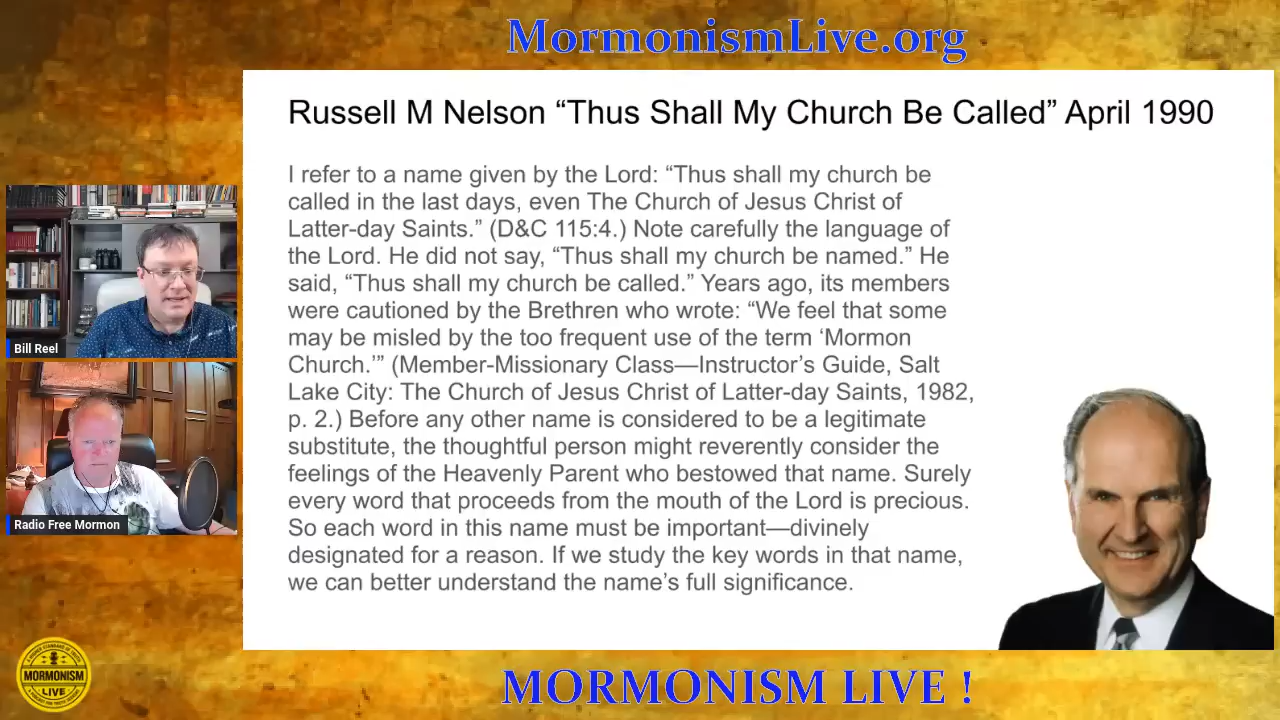 MormonismLive.org
Russell M Nelson “Thus Shall My Church Be Called” April 1990
I refer to a name given by the Lord: “Thus shall my church be
called in the last days, even The Church of Jesus Christ of
Latter-day Saints.” (D&C 115:4.) Note carefully the language of
the Lord. He did not say, “Thus shall my church be named.” He
said, “Thus shall my church be called.” Years ago, its members
were cautioned by the Brethren who wrote: “We feel that some
may be misled by the too frequent use of the term ‘Mormon
Church.’” (Member-Missionary Class—Instructor’s Guide, Salt
Lake City: The Church of Jesus Christ of Latter-day Saints, 1982,
p. 2.) Before any other name is considered to be a legitimate
substitute, the thoughtful person might reverently consider the
feelings of the Heavenly Parent who bestowed that name. Surely
every word that proceeds from the mouth of the Lord is precious.
So each word in this name must be important—divinely
designated for a reason. If we study the key words in that name,
we can better understand the name’s full significance.
Bill Reel
Radio Free Mormon
MORMONISM
LIVE
MORMONISM LIVE !